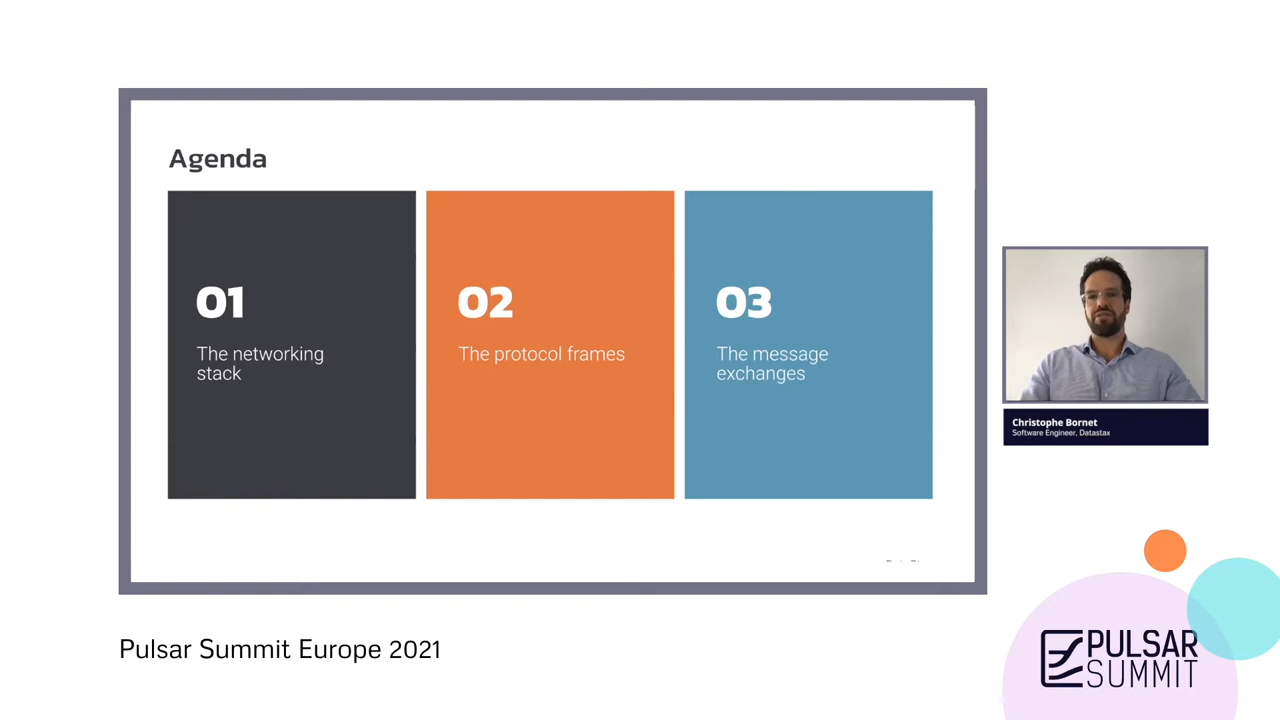 Agenda
01
The networking
stack
02
The protocol frames
03
The message
exchanges
Christophe Bornet
Software Engineer, Datastax
Pulsar Summit Europe 2021
PULSAR
SUMMIT